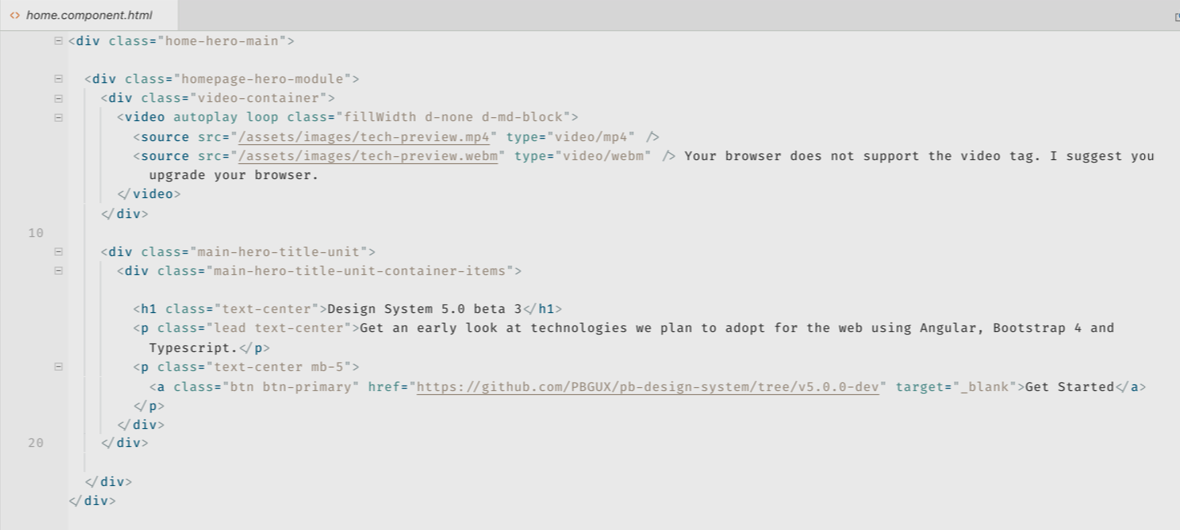 <> home.component.html
<div class="home-hero-main">
<div class="homepage-hero-module">
<div class="video-container">
<video autoplay loop class="fillWidth d-none d-md-block">
<source src="/assets/images/tech-preview.mp4" type="video/mp4" />
<source src="/assets/images/tech-preview.webm" type="video/webm" /> Your browser does not support the video tag. I suggest you
upgrade your browser.
</video>
</div>
10
<div class="main-hero-title-unit">
<div class="main-hero-title-unit-container-items">
<h1 class="text-center">Design System 5.0 beta 3</h1>
<p class="lead text-center">Get an early look at technologies we plan to adopt for the web using Angular, Bootstrap 4 and
Typescript.</p>
<p class="text-center mb-5">
<a class="btn btn-primary" href="https://github.com/PBGUX/pb-design-system/tree/v5.0.0-dev" target="_blank">Get Started</a>
</p>
</div>
20 </div>
</div>
</div>